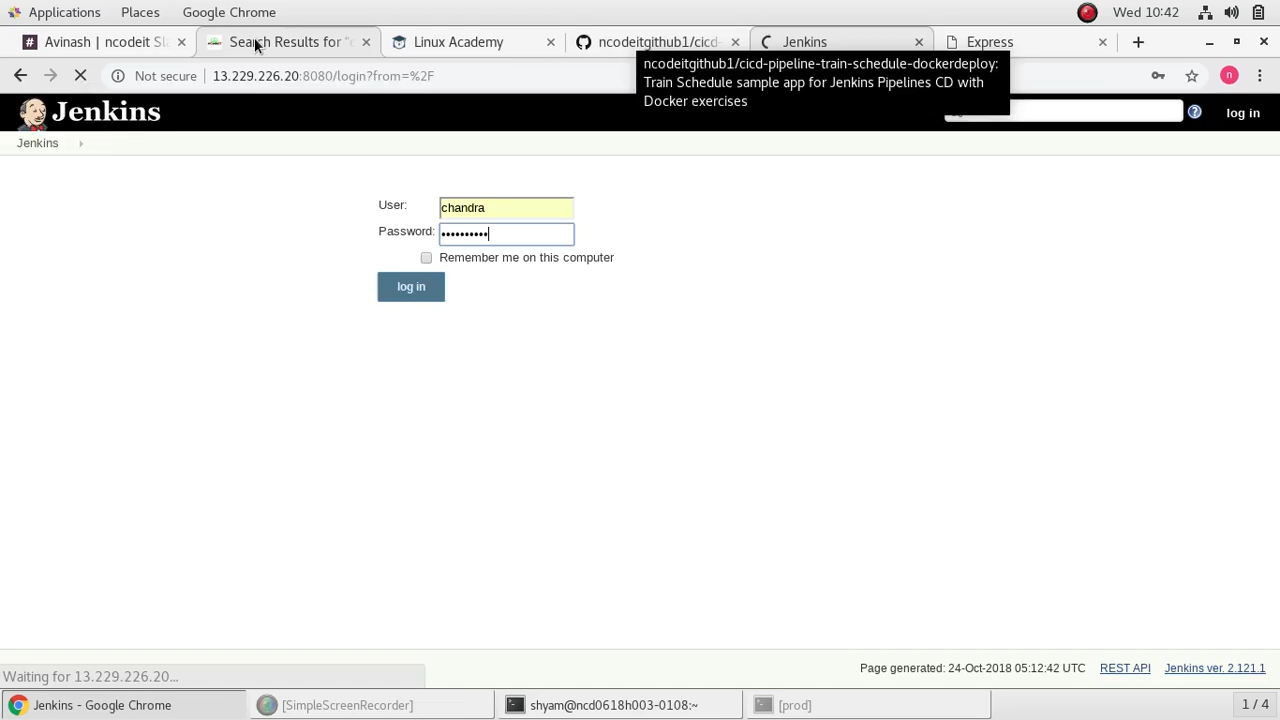 Applications Places Google Chrome Wed 10:42
Avinash | ncodeit Sla Search Results for "c Linux Academy ncodeitgithub1/cicd- Jenkins Express
Not secure 13.229.226.20:8080/login?from=%2F n
ncodeitgithub1/cicd-pipeline-train-schedule-dockerdeploy:
Train Schedule sample app for Jenkins Pipelines CD with
Docker exercises
Jenkins log in
Jenkins
User: chandra
Password: ••••••••••
Remember me on this computer
log in
Page generated: 24-Oct-2018 05:12:42 UTC REST API Jenkins ver. 2.121.1
Waiting for 13.229.226.20...
Jenkins - Google Chrome [SimpleScreenRecorder] shyam@ncd0618h003-0108:~ [prod] 1 / 4